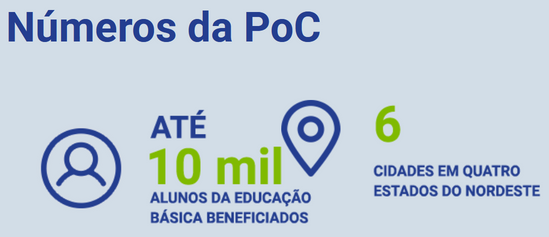 Números da PoC
ATÉ
10 mil
ALUNOS DA EDUCAÇÃO
BÁSICA BENEFICIADOS
6
CIDADES EM QUATRO
ESTADOS DO NORDESTE